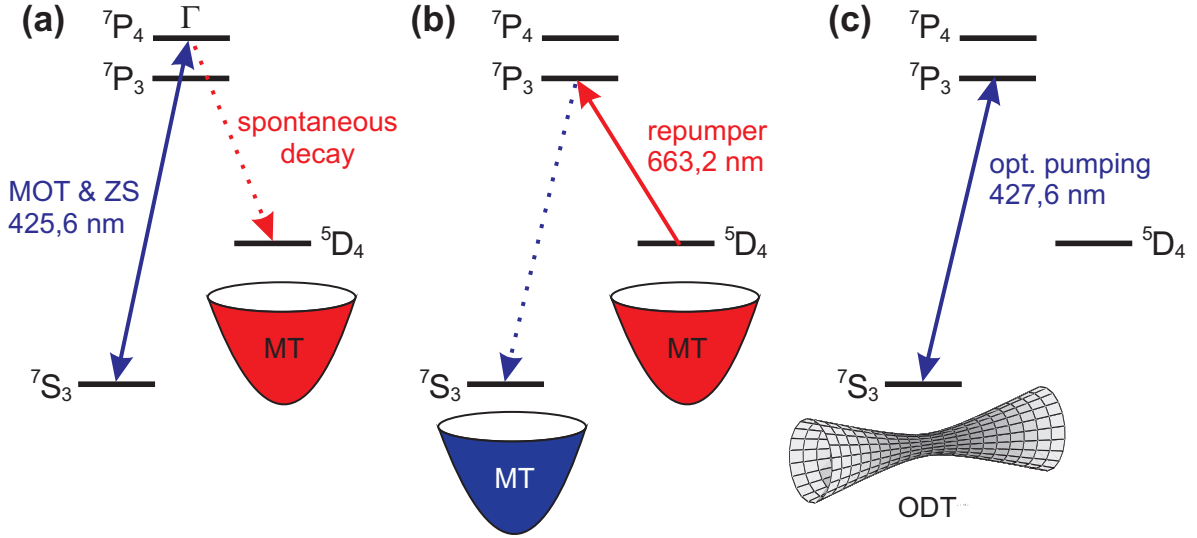 (a)
⁷P₄
Γ
⁷P₃
spontaneous
decay
MOT & ZS
425,6 nm
⁵D₄
MT
⁷S₃
(b)
⁷P₄
⁷P₃
repumper
663,2 nm
⁵D₄
MT
⁷S₃
MT
(c)
⁷P₄
⁷P₃
opt. pumping
427,6 nm
⁵D₄
⁷S₃
ODT